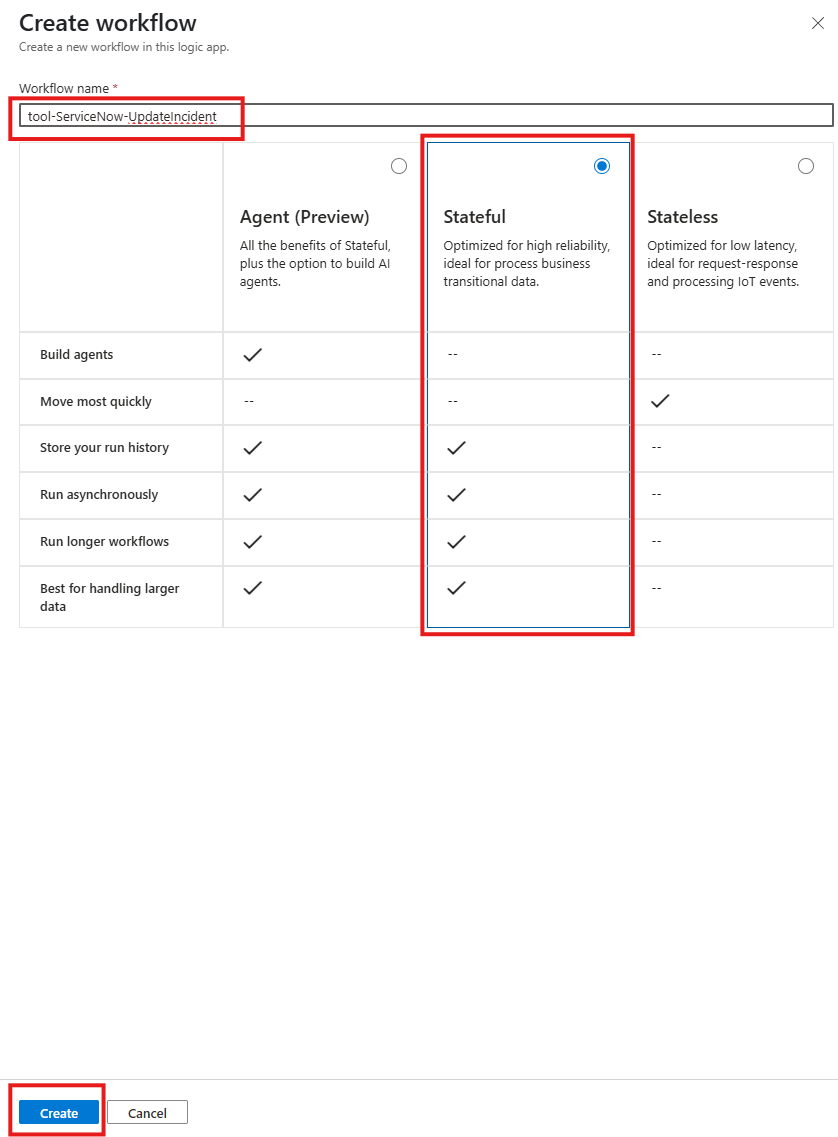 Create workflow
Create a new workflow in this logic app.
Workflow name *
tool-ServiceNow-UpdateIncident
Agent (Preview)
All the benefits of Stateful,
plus the option to build AI
agents.
Stateful
Optimized for high reliability,
ideal for process business
transitional data.
Stateless
Optimized for low latency,
ideal for request-response
and processing IoT events.
Build agents -- --
Move most quickly -- --
Store your run history --
Run asynchronously --
Run longer workflows --
Best for handling larger --
data
Create Cancel